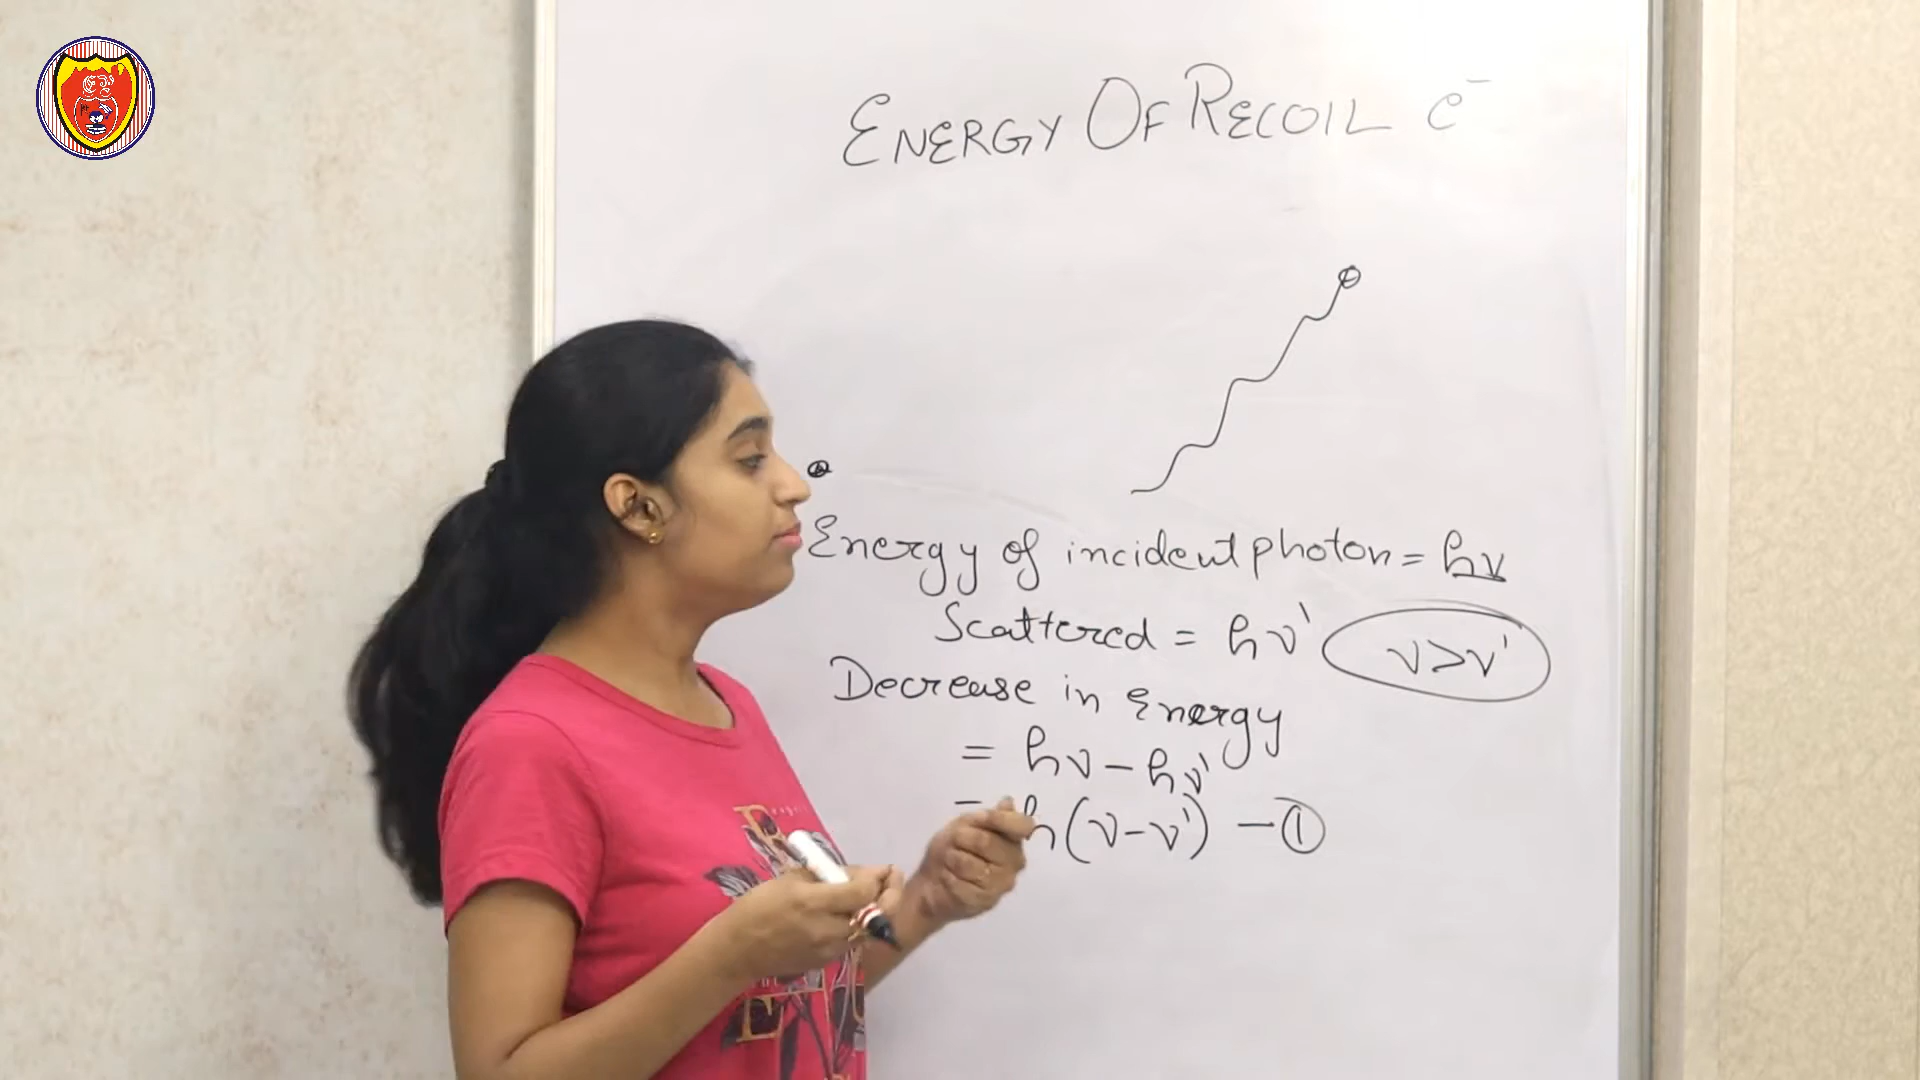 ENERGY OF RECOIL e⁻
Energy of incident photon = hν
Scattered = hν' ν>ν'
Decrease in Energy
= hν - hν'
= h(ν-ν') - ①